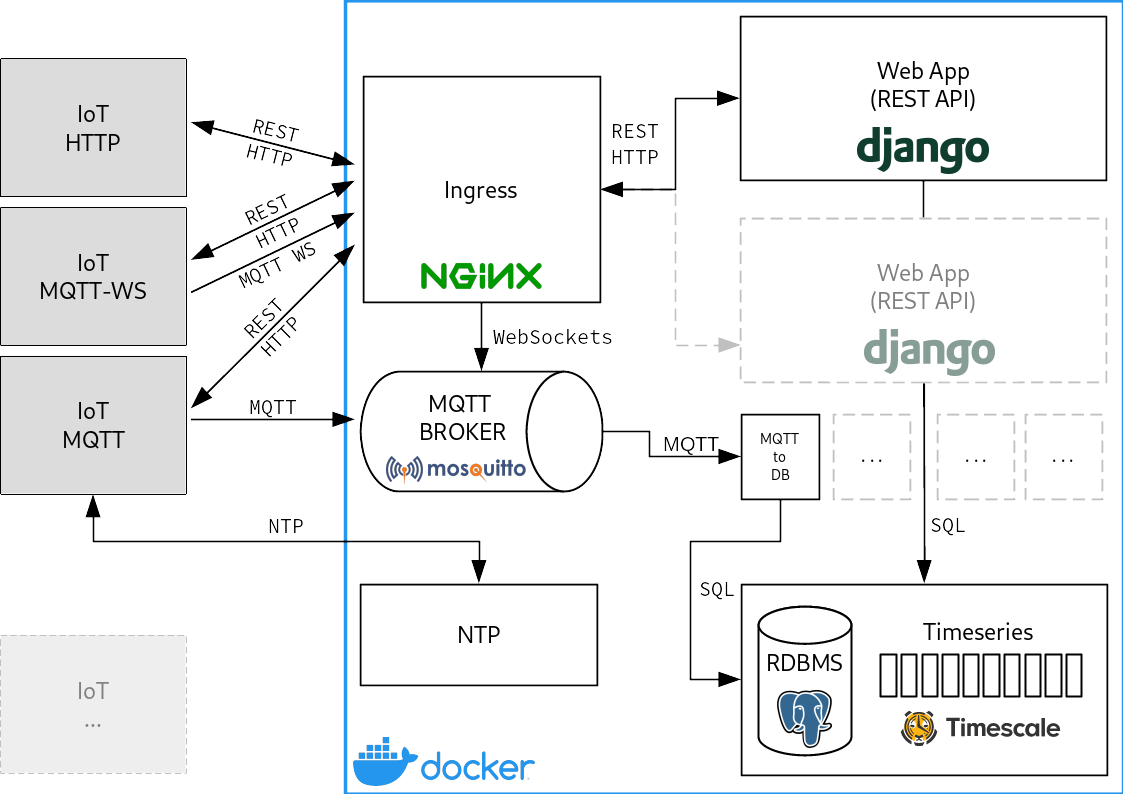 IoT
HTTP
IoT
MQTT-WS
IoT
MQTT
IoT
...
REST
HTTP
REST
HTTP
MQTT WS
REST
HTTP
MQTT
NTP
Ingress
NGINX
WebSockets
MQTT
BROKER
mosquitto
NTP
docker
REST
HTTP
Web App
(REST API)
django
Web App
(REST API)
django
MQTT
MQTT
to
DB
...
...
...
SQL
SQL
RDBMS
Timeseries
Timescale